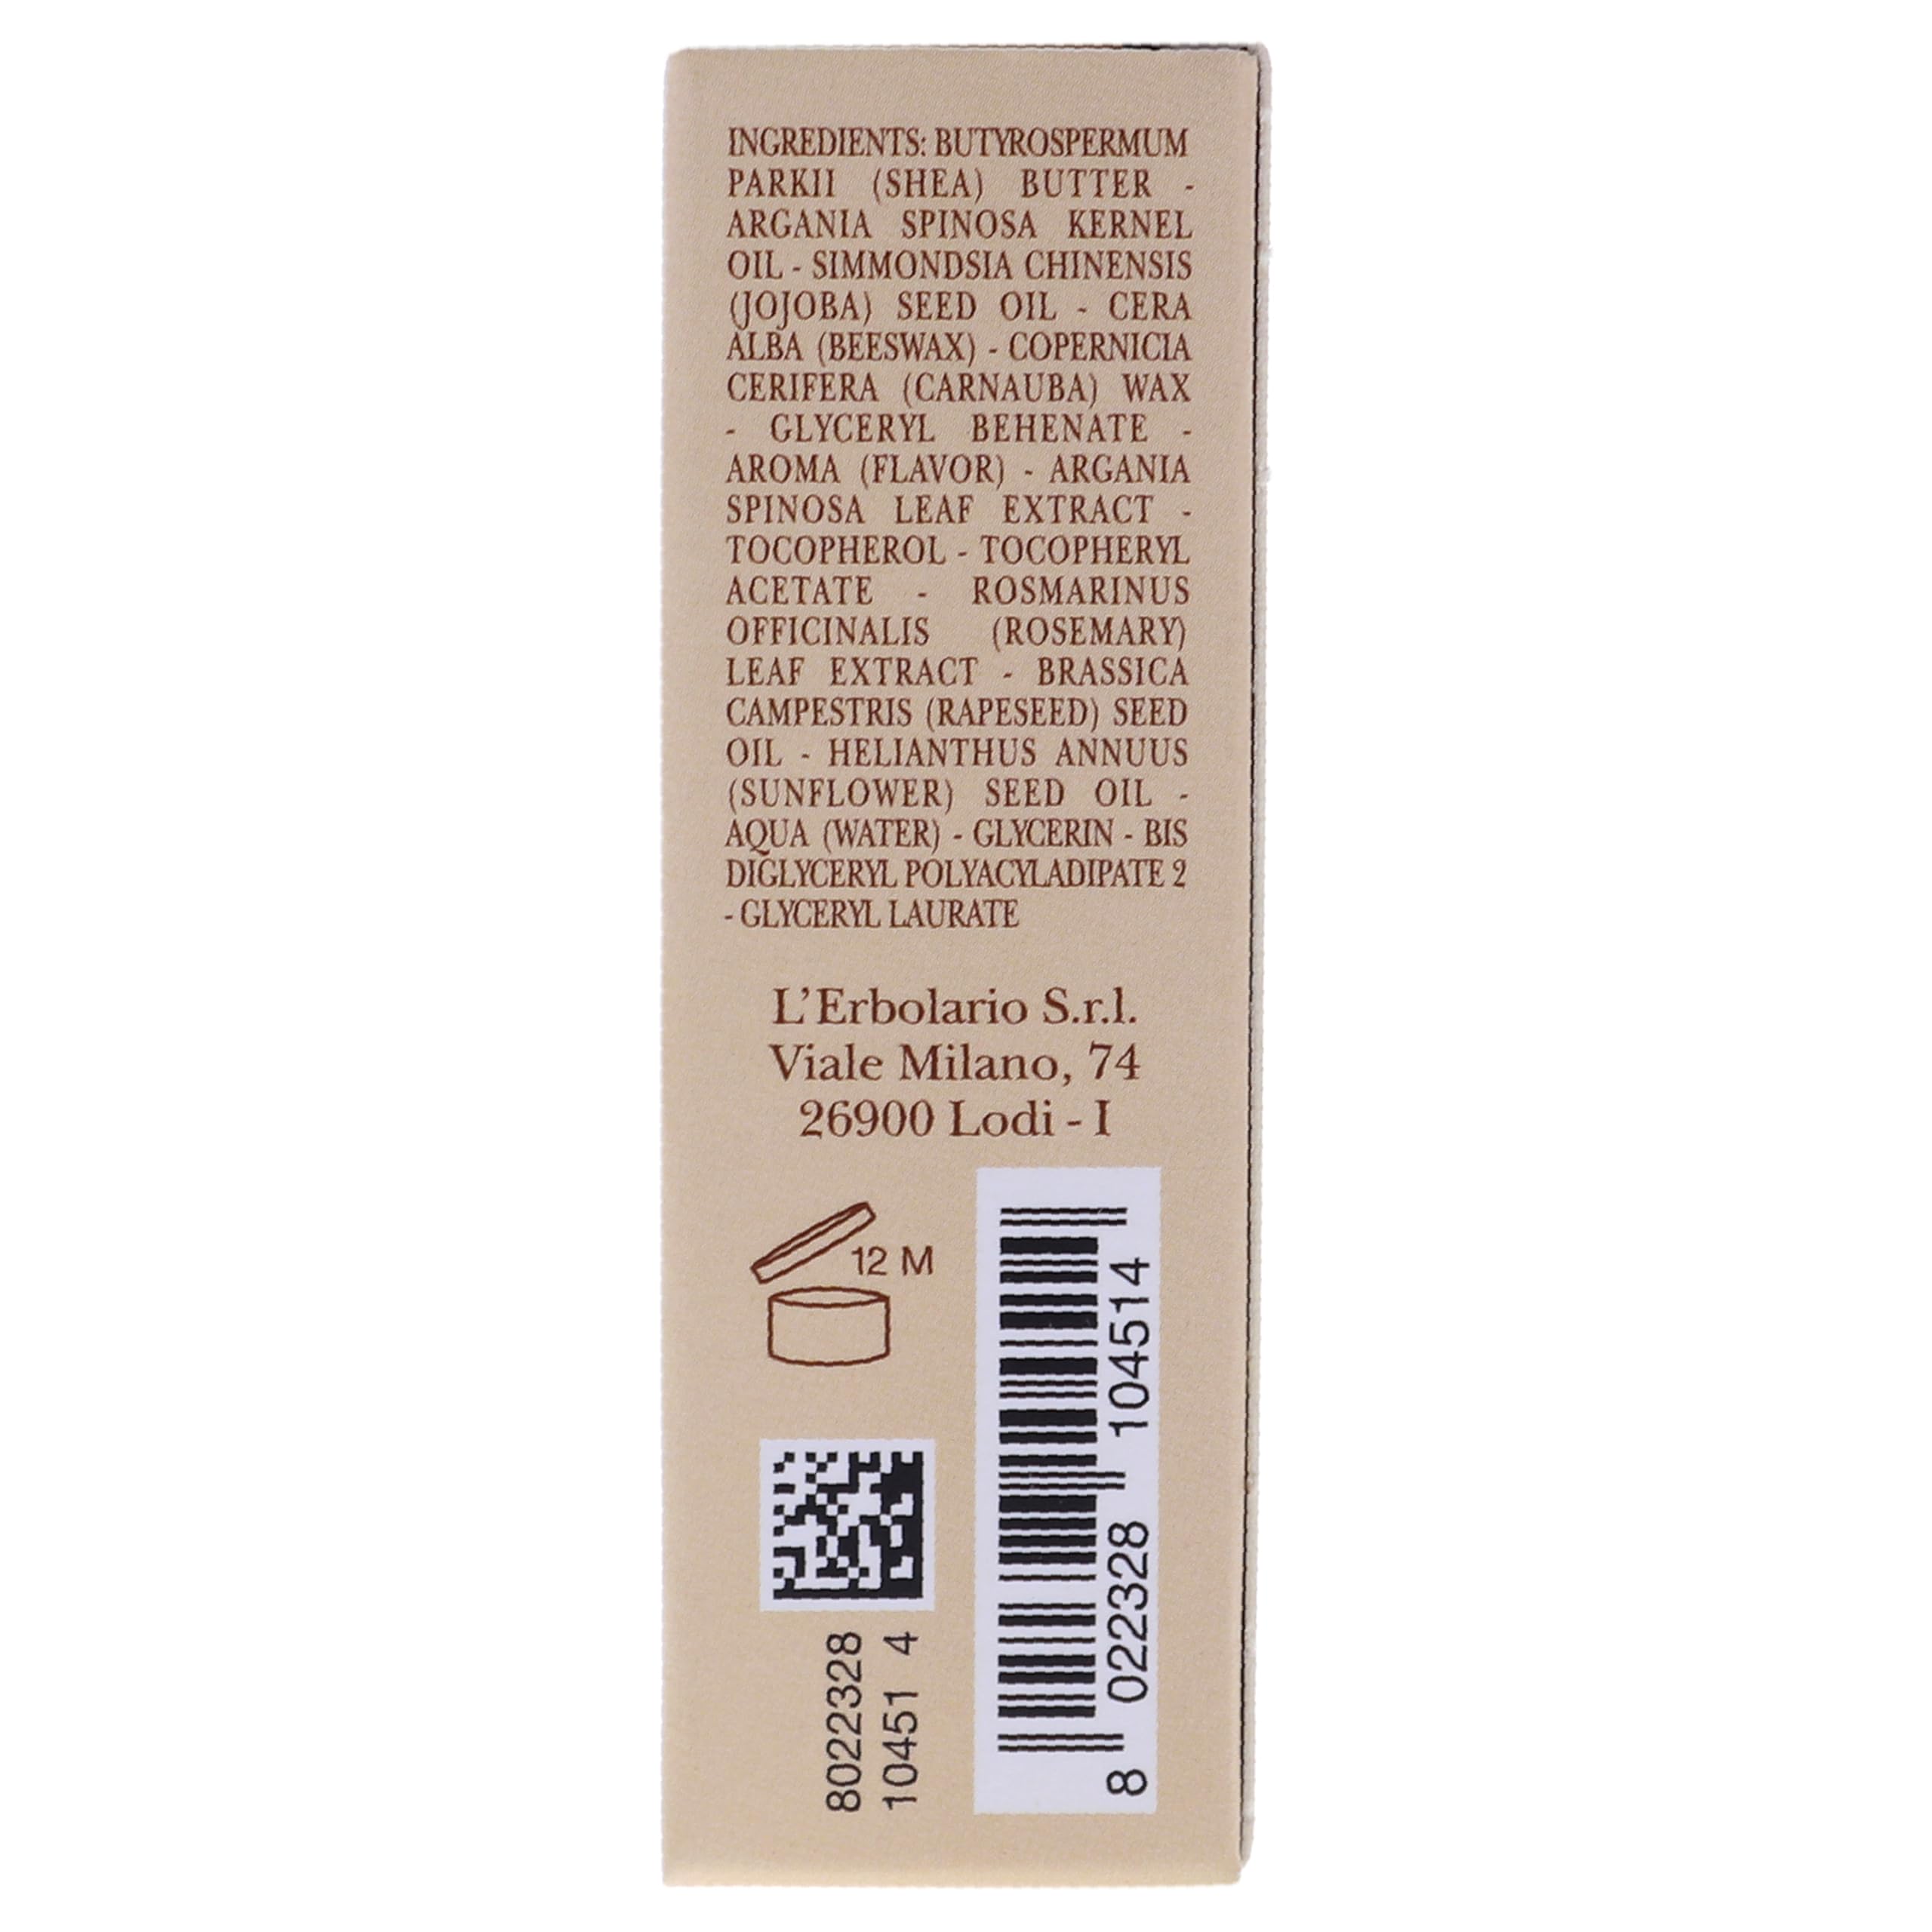 INGREDIENTS: BUTYROSPERMUM
PARKII (SHEA) BUTTER -
ARGANIA SPINOSA KERNEL
OIL - SIMMONDSIA CHINENSIS
(JOJOBA) SEED OIL - CERA
ALBA (BEESWAX) - COPERNICIA
CERIFERA (CARNAUBA) WAX
- GLYCERYL BEHENATE -
AROMA (FLAVOR) - ARGANIA
SPINOSA LEAF EXTRACT -
TOCOPHEROL - TOCOPHERYL
ACETATE - ROSMARINUS
OFFICINALIS (ROSEMARY)
LEAF EXTRACT - BRASSICA
CAMPESTRIS (RAPESEED) SEED
OIL - HELIANTHUS ANNUUS
(SUNFLOWER) SEED OIL -
AQUA (WATER) - GLYCERIN - BIS
DIGLYCERYL POLYACYLADIPATE 2
- GLYCERYL LAURATE
L'Erbolario S.r.l.
Viale Milano, 74
26900 Lodi - I
12 M
8022328
10451 4
8 022328 104514